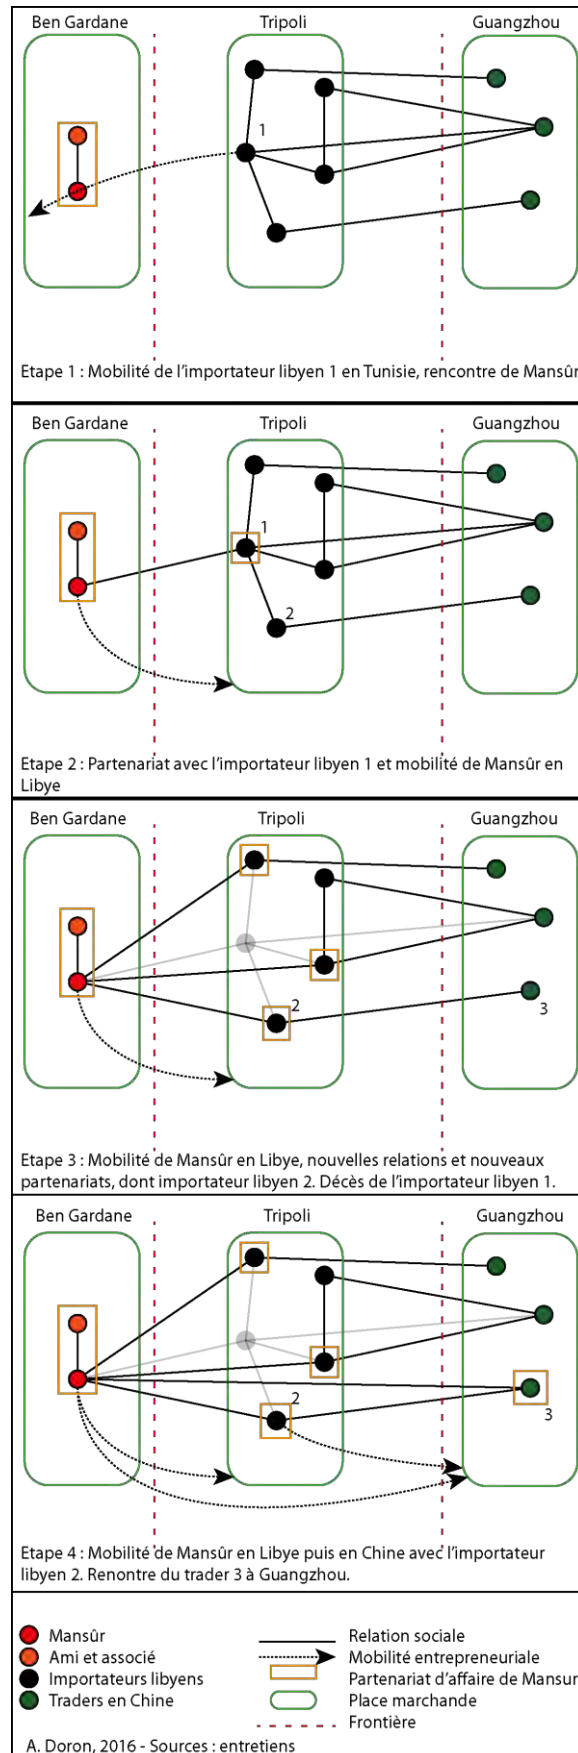 Ben Gardane Tripoli Guangzhou
1
Etape 1 : Mobilité de l'importateur libyen 1 en Tunisie, rencontre de Mansûr
Ben Gardane Tripoli Guangzhou
1
2
Etape 2 : Partenariat avec l'importateur libyen 1 et mobilité de Mansûr en
Libye
Ben Gardane Tripoli Guangzhou
2
3
Etape 3 : Mobilité de Mansûr en Libye, nouvelles relations et nouveaux
partenariats, dont importateur libyen 2. Décès de l'importateur libyen 1.
Ben Gardane Tripoli Guangzhou
2
3
Etape 4 : Mobilité de Mansûr en Libye puis en Chine avec l'importateur
libyen 2. Renontre du trader 3 à Guangzhou.
Mansûr
Ami et associé
Importateurs libyens
Traders en Chine
Relation sociale
Mobilité entrepreneuriale
Partenariat d'affaire de Mansur
Place marchande
Frontière
A. Doron, 2016 - Sources : entretiens